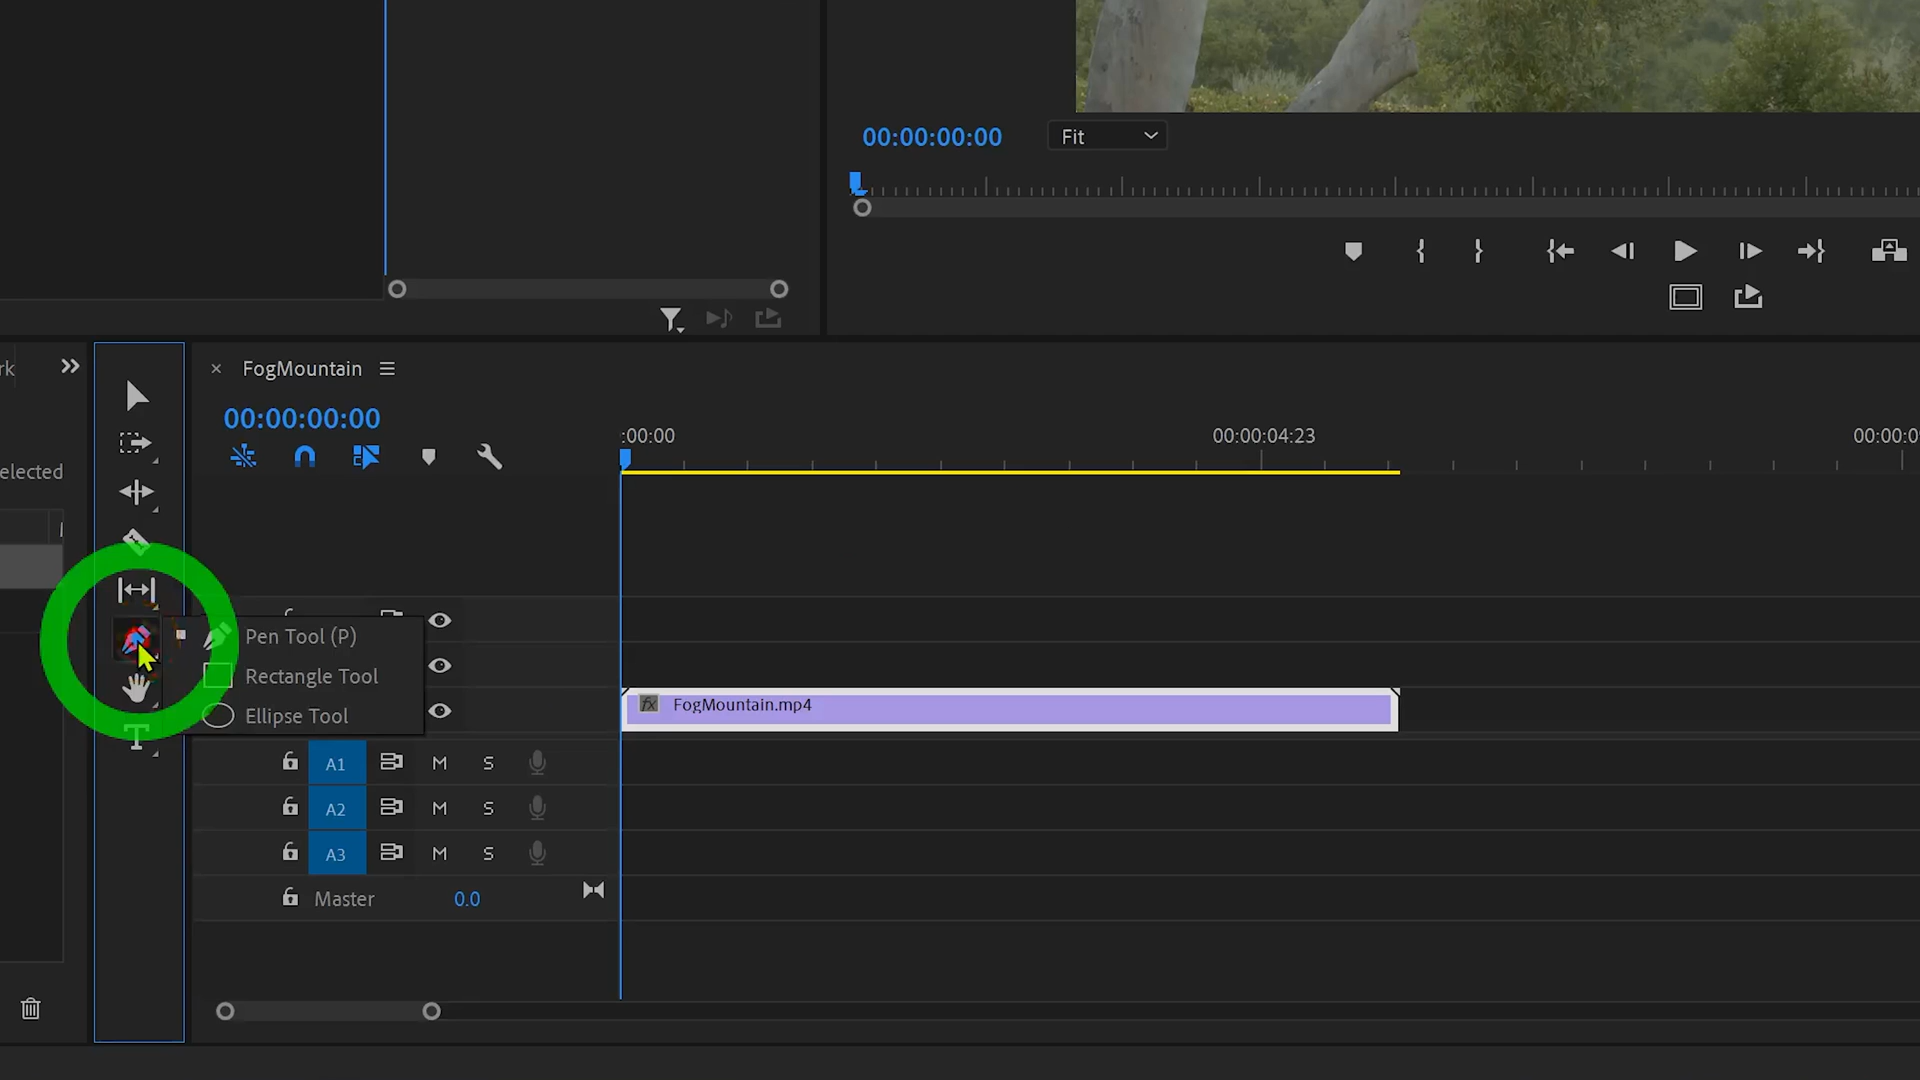 00:00:00:00
Fit
rk
FogMountain
00:00:00:00
:00:00
00:00:04:23
00:00:0
elected
Pen Tool (P)
Rectangle Tool
Ellipse Tool
fx FogMountain.mp4
A1 M S
A2 M S
A3 M S
Master 0.0